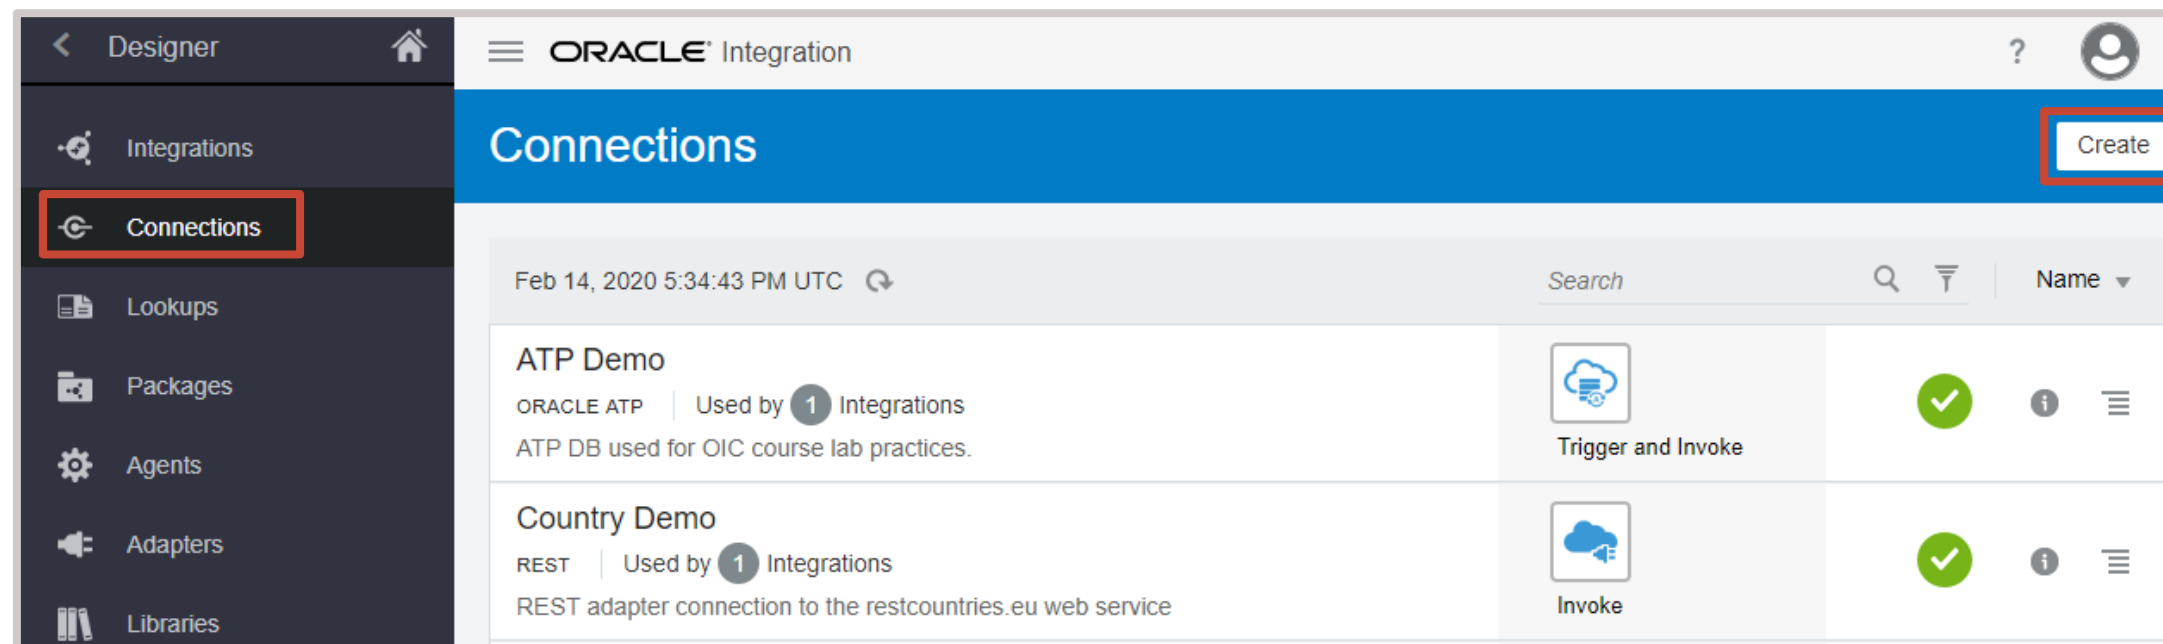 Designer
ORACLE Integration
?
Integrations
Connections
Create
Connections
Lookups
Feb 14, 2020 5:34:43 PM UTC
Search
Name
Packages
ATP Demo
ORACLE ATP Used by 1 Integrations
ATP DB used for OIC course lab practices.
Trigger and Invoke
Agents
Adapters
Country Demo
REST Used by 1 Integrations
REST adapter connection to the restcountries.eu web service
Invoke
Libraries